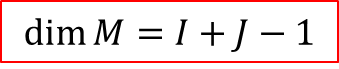 dim M = I + J − 1